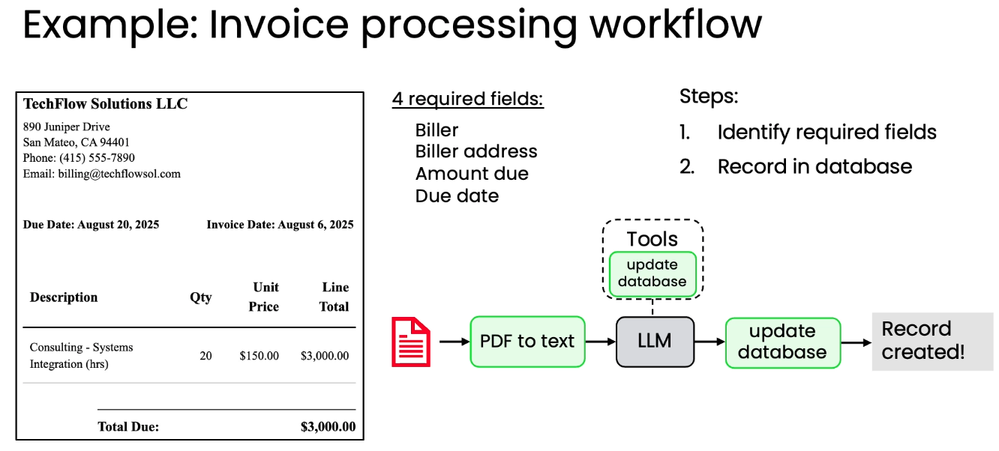 Example: Invoice processing workflow
TechFlow Solutions LLC
890 Juniper Drive
San Mateo, CA 94401
Phone: (415) 555-7890
Email: billing@techflowsol.com
Due Date: August 20, 2025 Invoice Date: August 6, 2025
Description Qty Unit Price Line Total
Consulting - Systems
Integration (hrs) 20 $150.00 $3,000.00
Total Due: $3,000.00
4 required fields:
Biller
Biller address
Amount due
Due date
Steps:
1. Identify required fields
2. Record in database
Tools
update
database
PDF to text
LLM
update
database
Record
created!